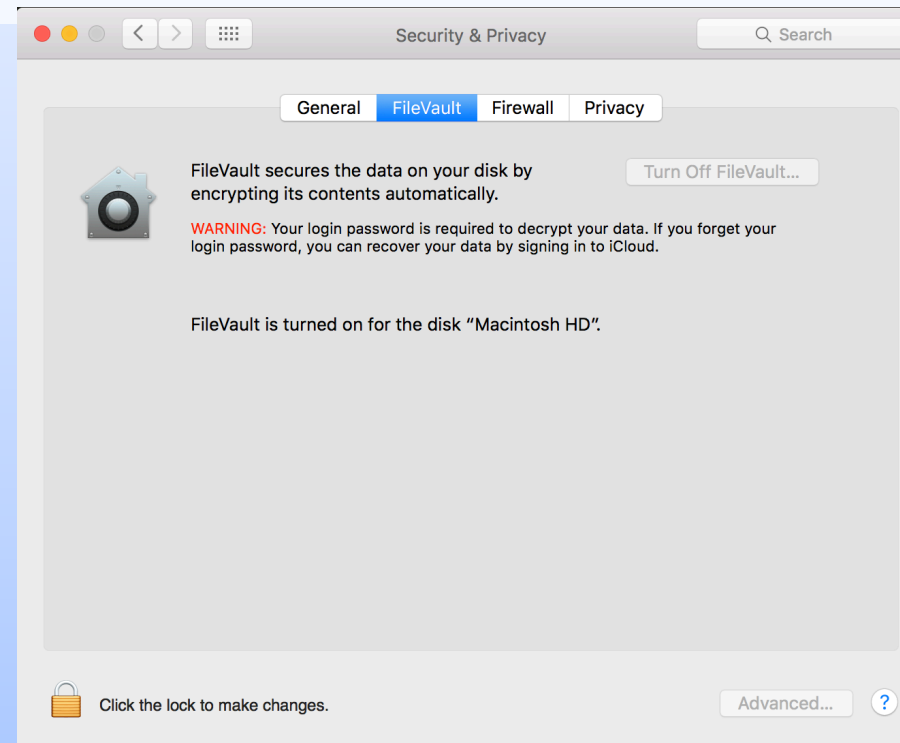 Security & Privacy
Search
General
FileVault
Firewall
Privacy
FileVault secures the data on your disk by
encrypting its contents automatically.
Turn Off FileVault...
WARNING: Your login password is required to decrypt your data. If you forget your
login password, you can recover your data by signing in to iCloud.
FileVault is turned on for the disk “Macintosh HD”.
Click the lock to make changes.
Advanced...
?